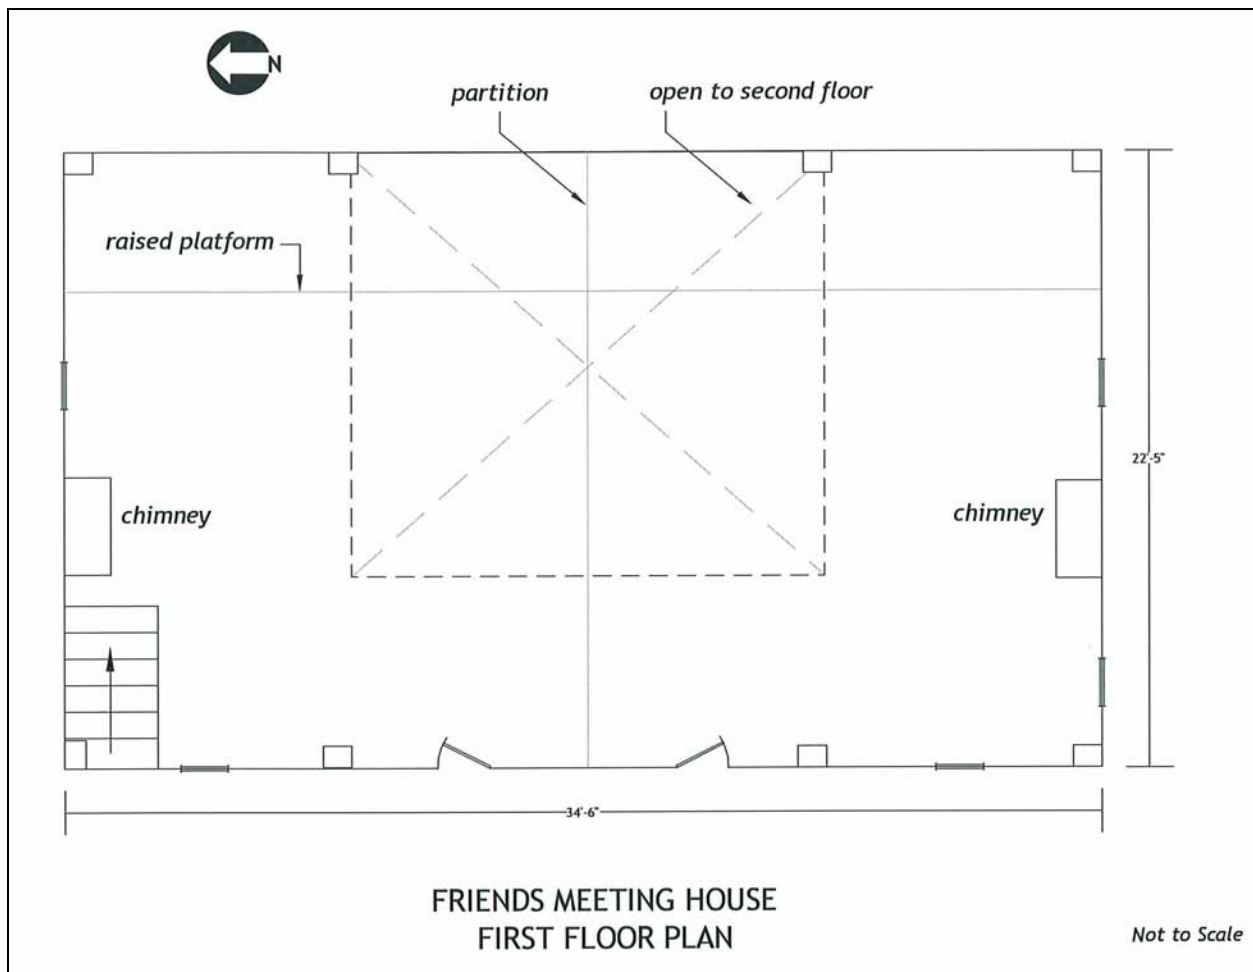 N
partition
open to second floor
raised platform
22'-5"
chimney
chimney
34'-6"
FRIENDS MEETING HOUSE
FIRST FLOOR PLAN
Not to Scale